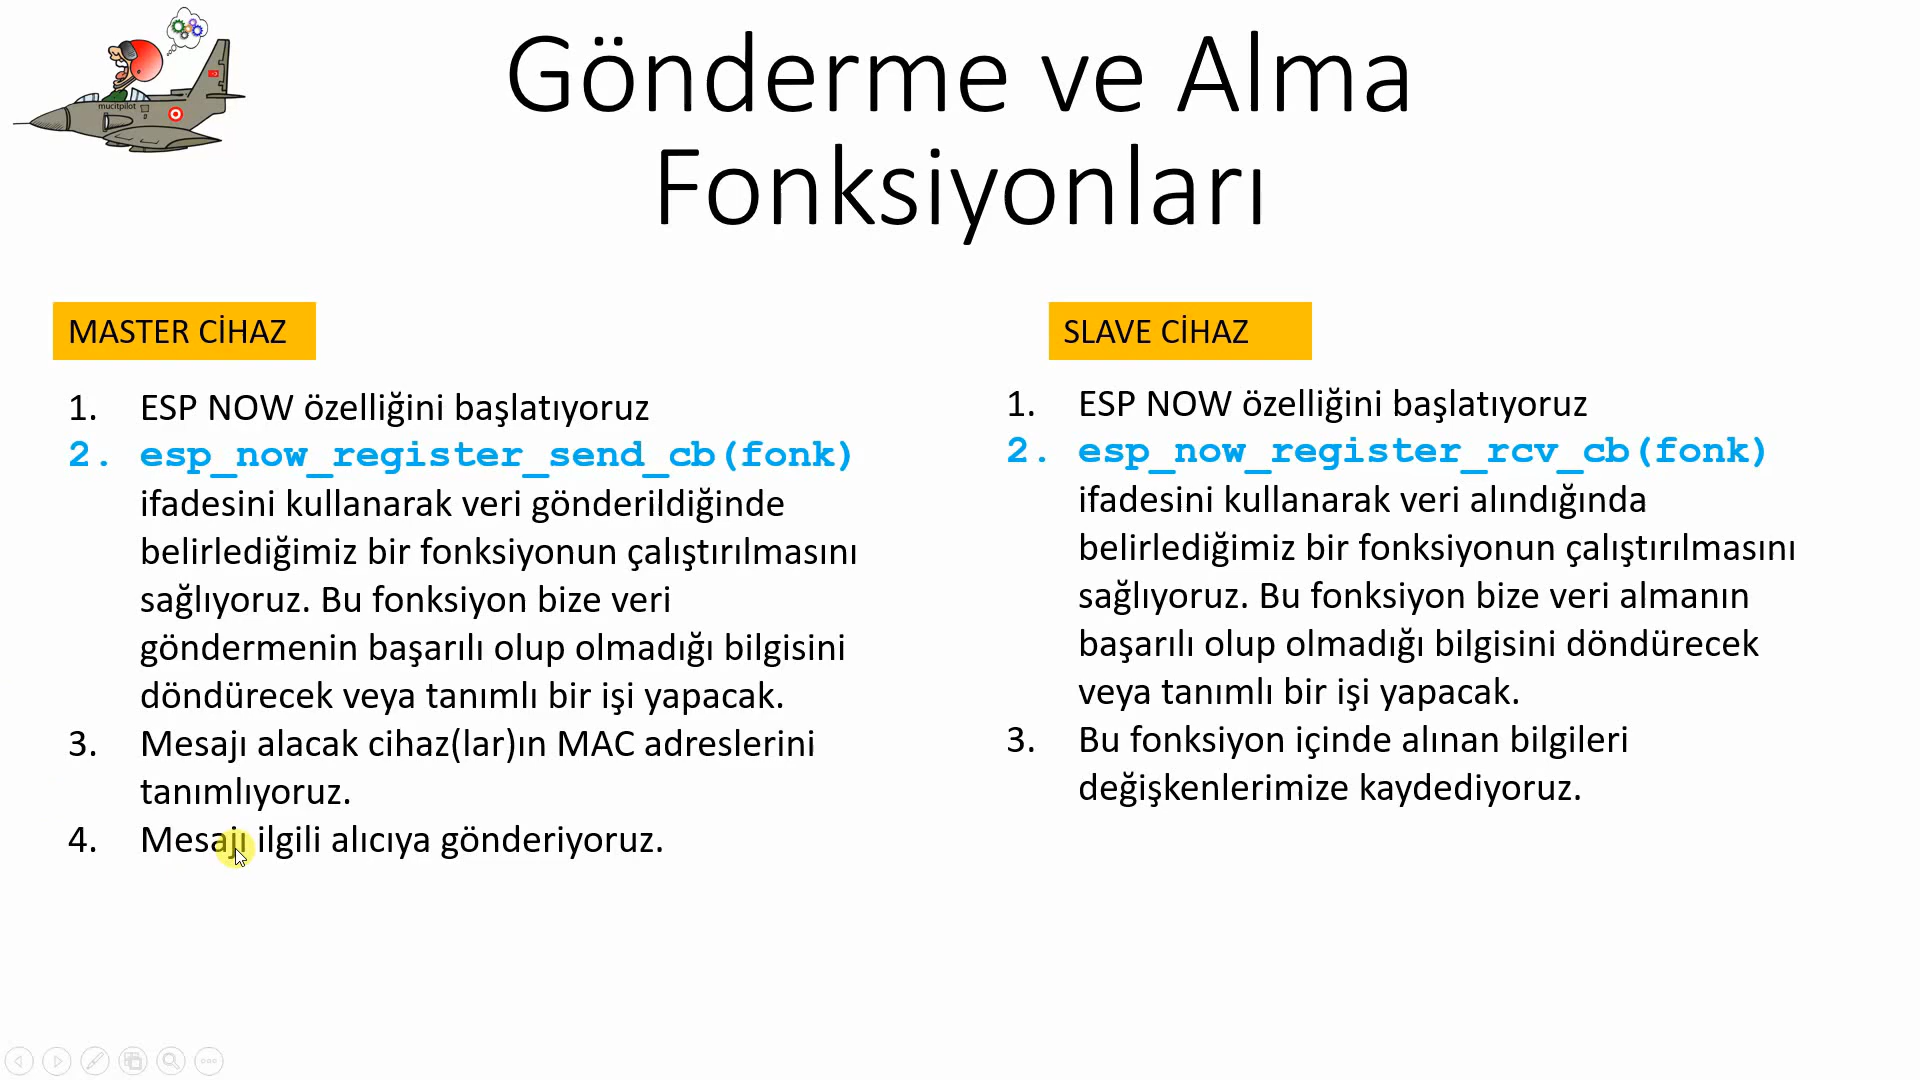 mucitpilot
Gönderme ve Alma
Fonksiyonları
MASTER CİHAZ
1. ESP NOW özelliğini başlatıyoruz
2. esp_now_register_send_cb(fonk)
ifadesini kullanarak veri gönderildiğinde
belirlediğimiz bir fonksiyonun çalıştırılmasını
sağlıyoruz. Bu fonksiyon bize veri
göndermenin başarılı olup olmadığı bilgisini
döndürecek veya tanımlı bir işi yapacak.
3. Mesajı alacak cihaz(lar)ın MAC adreslerini
tanımlıyoruz.
4. Mesajı ilgili alıcıya gönderiyoruz.
SLAVE CİHAZ
1. ESP NOW özelliğini başlatıyoruz
2. esp_now_register_rcv_cb(fonk)
ifadesini kullanarak veri alındığında
belirlediğimiz bir fonksiyonun çalıştırılmasını
sağlıyoruz. Bu fonksiyon bize veri almanın
başarılı olup olmadığı bilgisini döndürecek
veya tanımlı bir işi yapacak.
3. Bu fonksiyon içinde alınan bilgileri
değişkenlerimize kaydediyoruz.